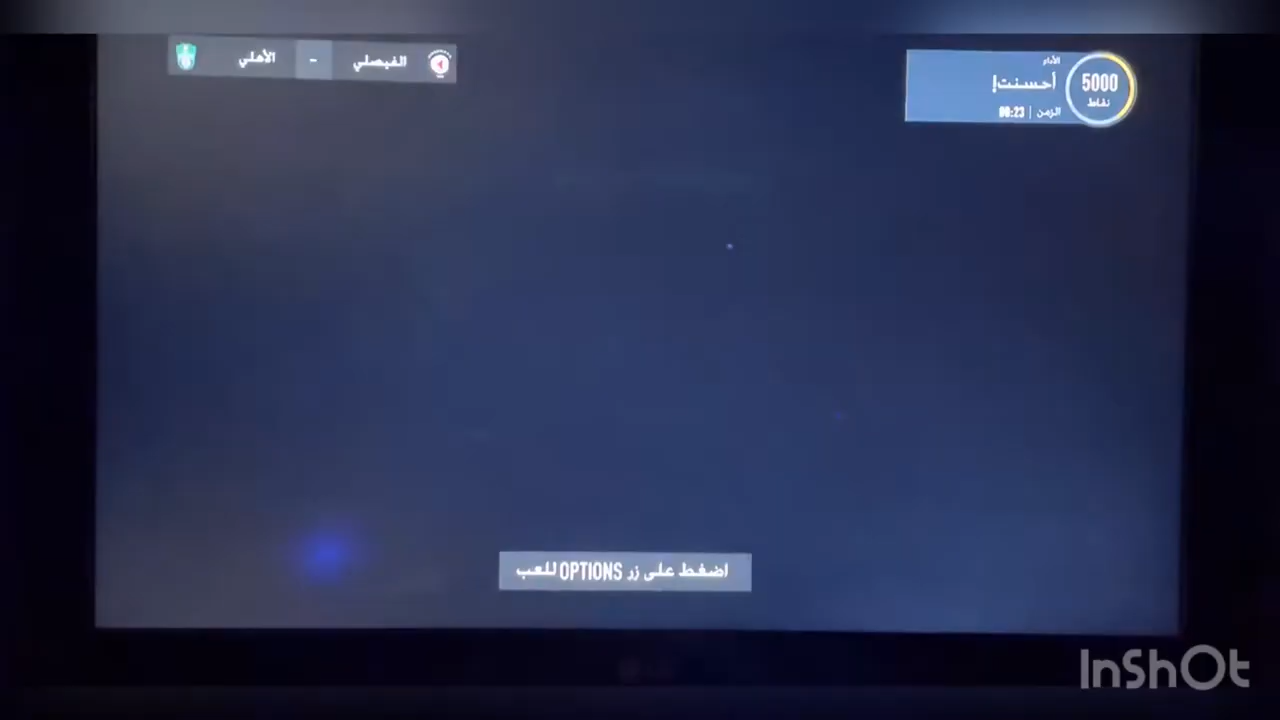 الفيصلي - الأهلي
الأداء
أحسنت!
الزمن | 00:23
5000
نقاط
اضغط على زر OPTIONS للعب
InShOt